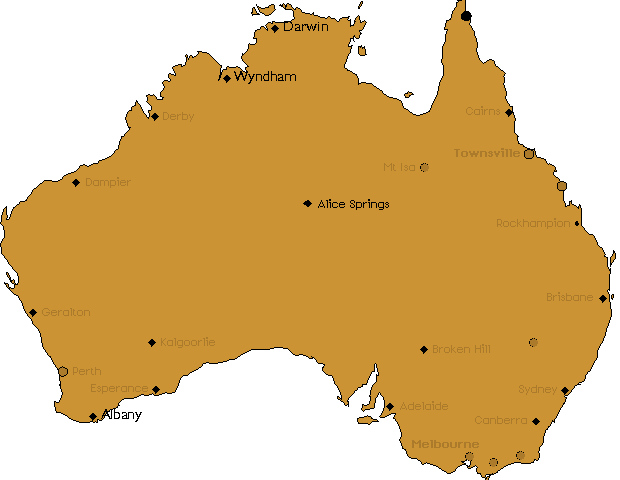 Darwin
Wyndham
Derby
Cairns
Townsville
Mt Isa
Dampier
Alice Springs
Rockhampion
Brisbane
Geralton
Kalgoorlie
Broken Hill
Perth
Esperance
Sydney
Adelaide
Albany
Canberra
Melbourne